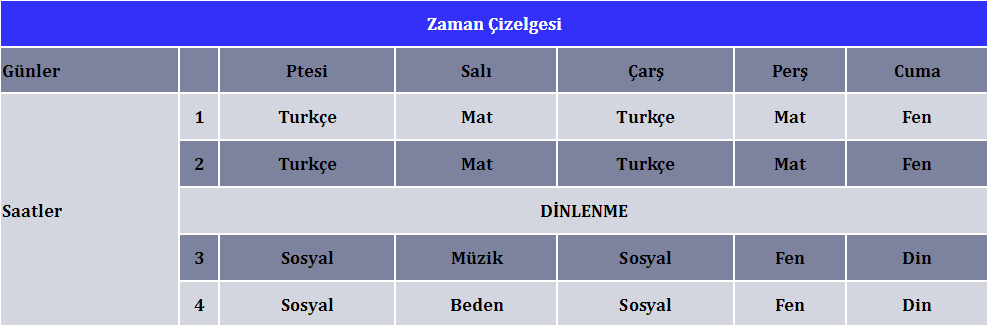 Zaman Çizelgesi
Günler Ptesi Salı Çarş Perş Cuma
1 Turkçe Mat Turkçe Mat Fen
2 Turkçe Mat Turkçe Mat Fen
Saatler DİNLENME
3 Sosyal Müzik Sosyal Fen Din
4 Sosyal Beden Sosyal Fen Din